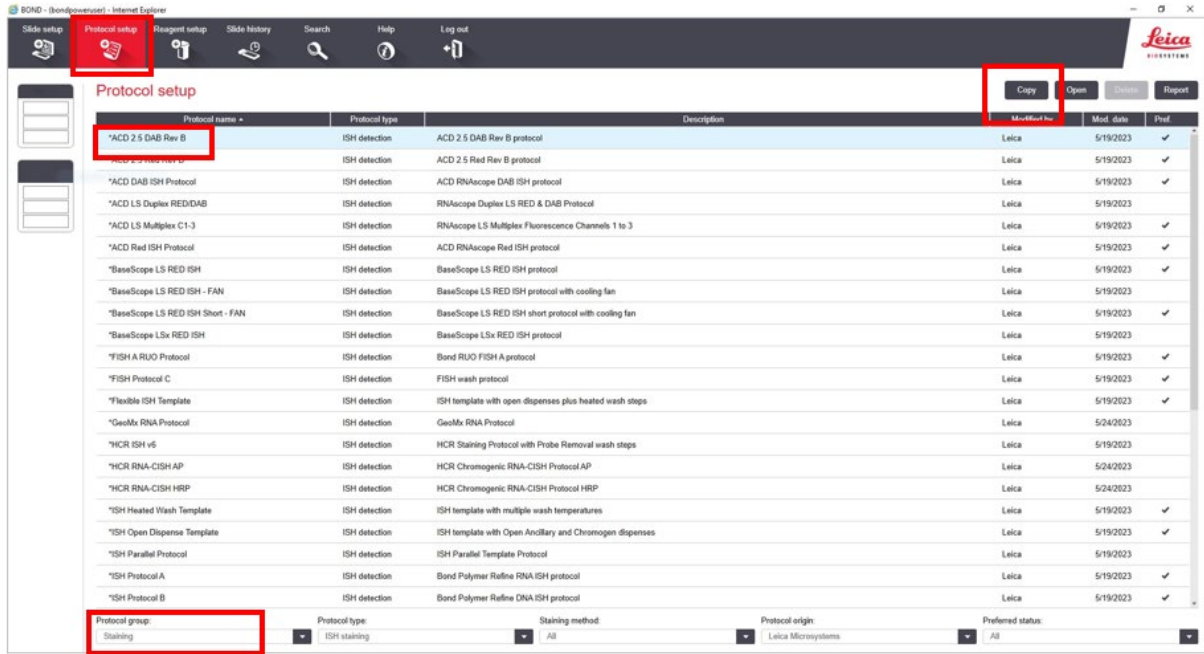 BOND - (bondpoweruser) - Internet Explorer
Slide setup Protocol setup Reagent setup Slide history Search Help Log out
Leica
BIOSYSTEMS
Protocol setup
Copy Open Delete Report
Protocol name Protocol type Description Modified by Mod. date Pref.
*ACD 2.5 DAB Rev B ISH detection ACD 2.5 DAB Rev B protocol Leica 5/19/2023 ✓
*ACD 2.5 Red Rev B ISH detection ACD 2.5 Red Rev B protocol Leica 5/19/2023 ✓
*ACD DAB ISH Protocol ISH detection ACD RNAscope DAB ISH protocol Leica 5/19/2023 ✓
*ACD LS Duplex RED/DAB ISH detection RNAscope Duplex LS RED & DAB Protocol Leica 5/19/2023
*ACD LS Multiplex C1-3 ISH detection RNAscope LS Multiplex Fluorescence Channels 1 to 3 Leica 5/19/2023 ✓
*ACD Red ISH Protocol ISH detection ACD RNAscope Red ISH protocol Leica 5/19/2023 ✓
*BaseScope LS RED ISH ISH detection BaseScope LS RED ISH protocol Leica 5/19/2023 ✓
*BaseScope LS RED ISH - FAN ISH detection BaseScope LS RED ISH protocol with cooling fan Leica 5/19/2023
*BaseScope LS RED ISH Short - FAN ISH detection BaseScope LS RED ISH short protocol with cooling fan Leica 5/19/2023 ✓
*BaseScope LSx RED ISH ISH detection BaseScope LSx RED ISH protocol Leica 5/19/2023
*FISH A RUO Protocol ISH detection Bond RUO FISH A protocol Leica 5/19/2023 ✓
*FISH Protocol C ISH detection FISH wash protocol Leica 5/19/2023 ✓
*Flexible ISH Template ISH detection ISH template with open dispenses plus heated wash steps Leica 5/19/2023 ✓
*GeoMx RNA Protocol ISH detection GeoMx RNA Protocol Leica 5/24/2023
*HCR ISH v6 ISH detection HCR Staining Protocol with Probe Removal wash steps Leica 5/19/2023
*HCR RNA-CISH AP ISH detection HCR Chromogenic RNA-CISH Protocol AP Leica 5/24/2023
*HCR RNA-CISH HRP ISH detection HCR Chromogenic RNA-CISH Protocol HRP Leica 5/24/2023
*ISH Heated Wash Template ISH detection ISH template with multiple wash temperatures Leica 5/19/2023 ✓
*ISH Open Dispense Template ISH detection ISH template with Open Ancillary and Chromogen dispenses Leica 5/19/2023 ✓
*ISH Parallel Protocol ISH detection ISH Parallel Template Protocol Leica 5/19/2023
*ISH Protocol A ISH detection Bond Polymer Refine RNA ISH protocol Leica 5/19/2023 ✓
*ISH Protocol B ISH detection Bond Polymer Refine DNA ISH protocol Leica 5/19/2023 ✓
Protocol group: Protocol type: Staining method: Protocol origin: Preferred status:
Staining ISH staining All Leica Microsystems All